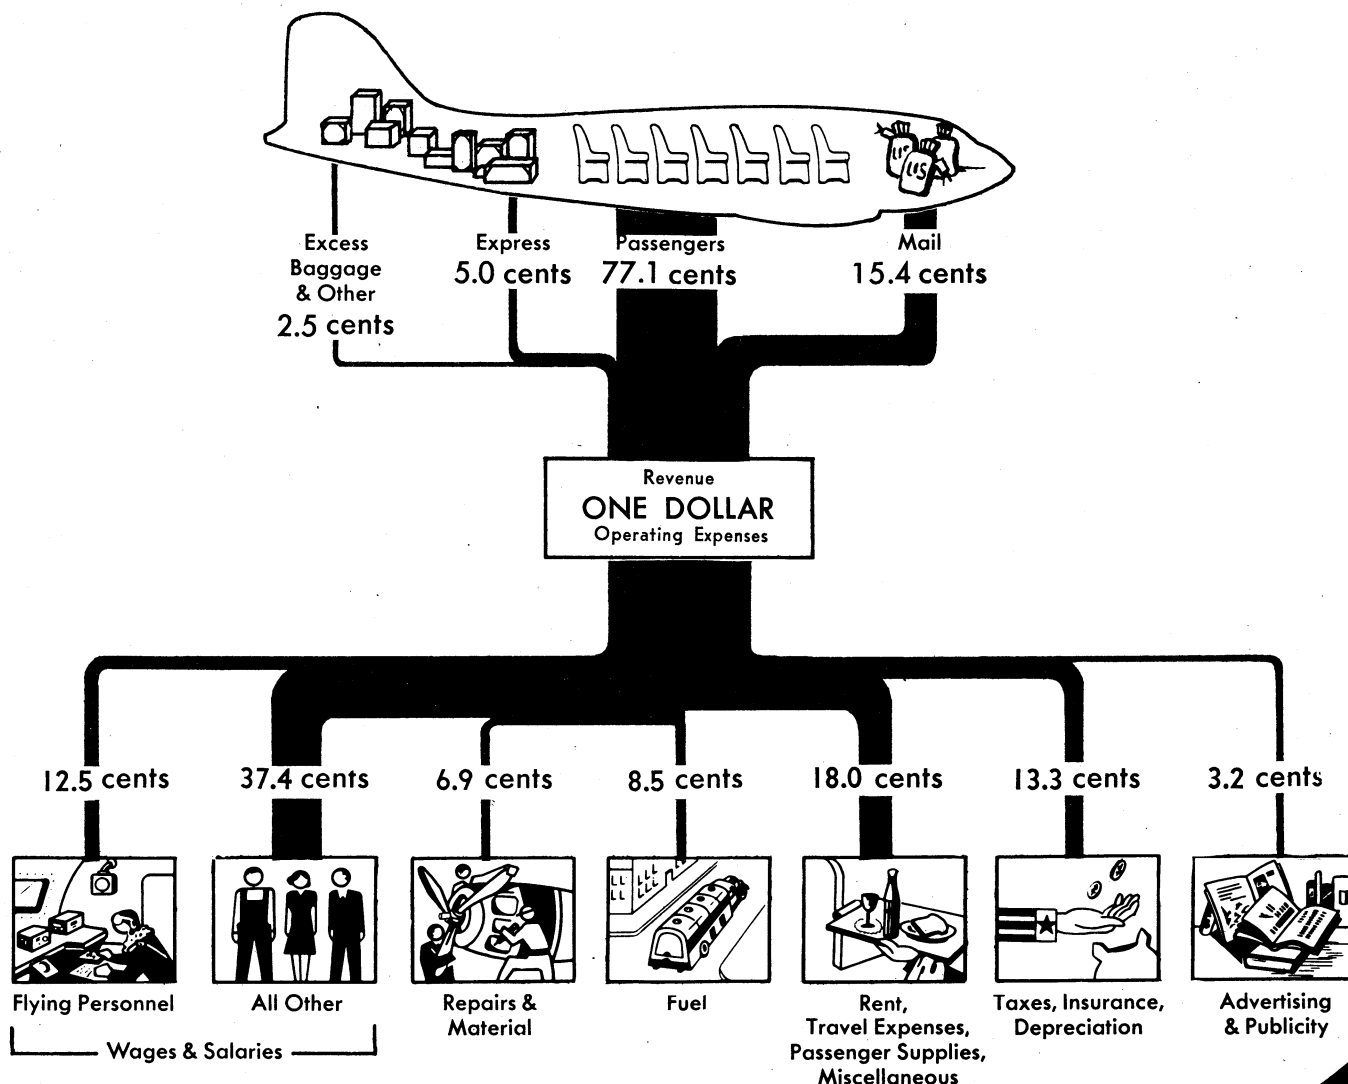 US
US
Excess
Baggage
& Other
2.5 cents
Express
5.0 cents
Passengers
77.1 cents
Mail
15.4 cents
Revenue
ONE DOLLAR
Operating Expenses
12.5 cents
37.4 cents
6.9 cents
8.5 cents
18.0 cents
13.3 cents
3.2 cents
Flying Personnel
All Other
Wages & Salaries
Repairs &
Material
Fuel
Rent,
Travel Expenses,
Passenger Supplies,
Miscellaneous
Taxes, Insurance,
Depreciation
Advertising
& Publicity